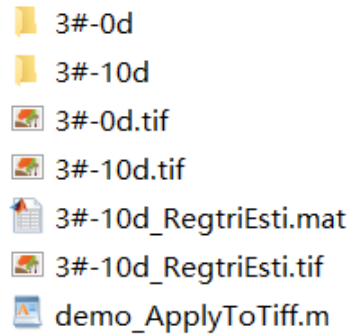 3#-0d
3#-10d
3#-0d.tif
3#-10d.tif
3#-10d_RegtriEsti.mat
3#-10d_RegtriEsti.tif
demo_ApplyToTiff.m